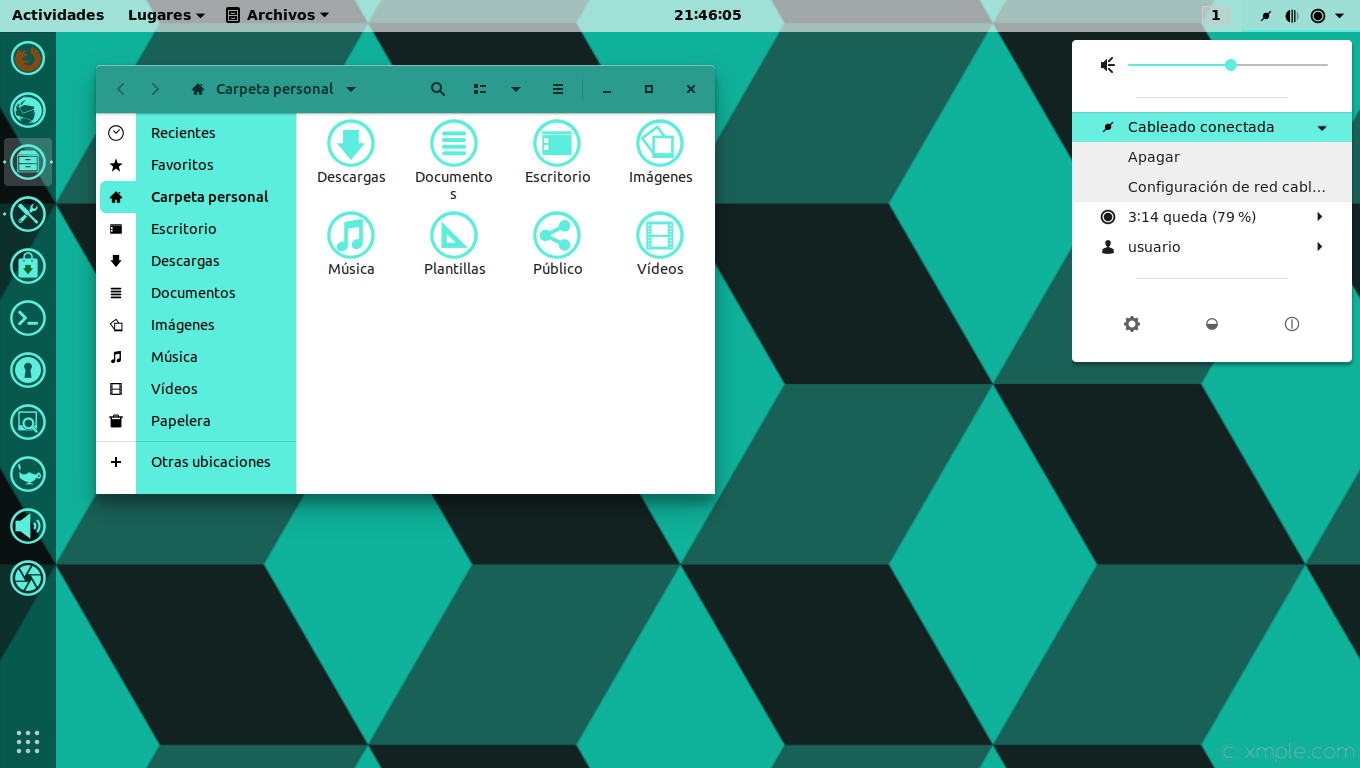 Actividades
Lugares
Archivos
21:46:05
1
Carpeta personal
Recientes
Favoritos
Carpeta personal
Escritorio
Descargas
Documentos
Imágenes
Música
Vídeos
Papelera
Otras ubicaciones
Descargas
Documento
s
Escritorio
Imágenes
Música
Plantillas
Público
Vídeos
Cableado conectada
Apagar
Configuración de red cabl...
3:14 queda (79 %)
usuario
© xmple.com